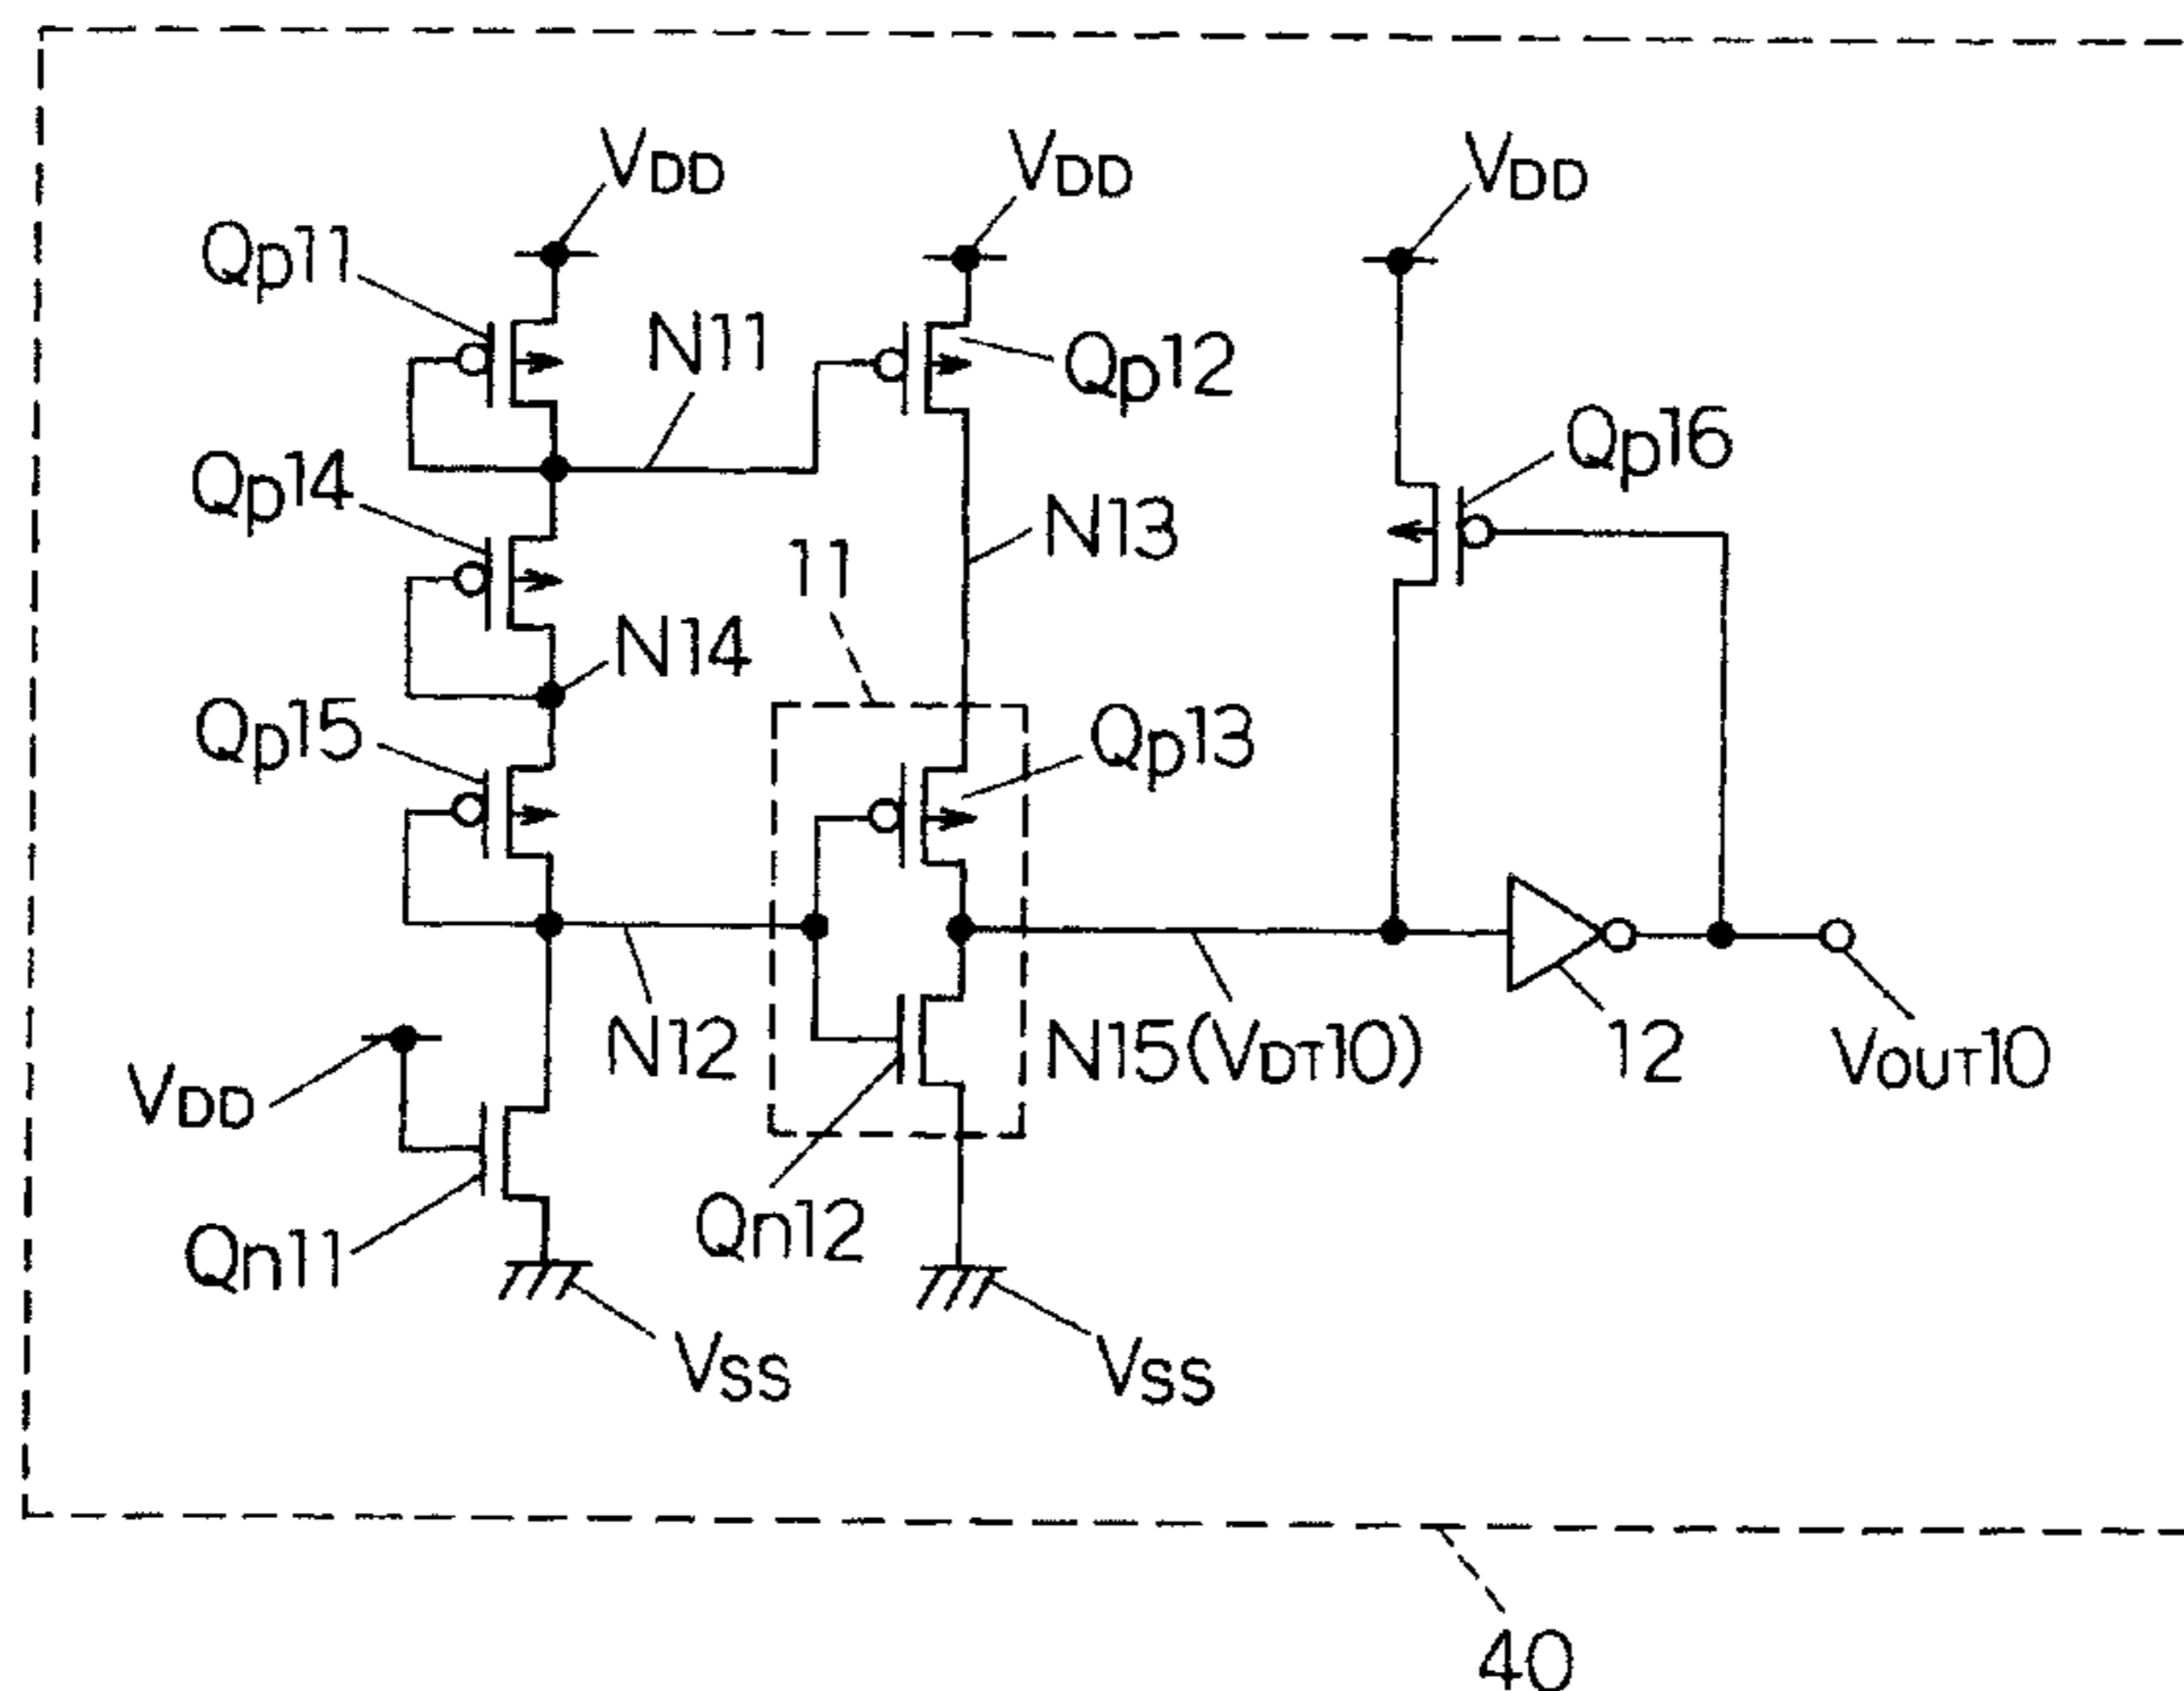 VDD
VDD
VDD
Qp11
N11
Qp12
Qp16
Qp14
N13
11
N14
Qp15
Qp13
N12
N15(VDT10)
12
VOUT10
VDD
Qn12
Qn11
VSS
VSS
40